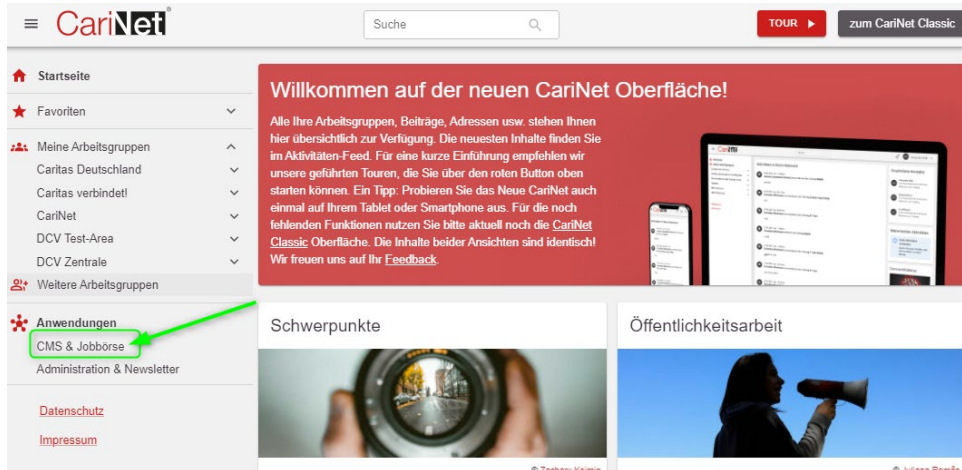 CariNet
Suche
TOUR
zum CariNet Classic
Startseite
Favoriten
Meine Arbeitsgruppen
Caritas Deutschland
Caritas verbindet!
CariNet
DCV Test-Area
DCV Zentrale
Weitere Arbeitsgruppen
Anwendungen
CMS & Jobbörse
Administration & Newsletter
Datenschutz
Impressum
Willkommen auf der neuen CariNet Oberfläche!
Alle Ihre Arbeitsgruppen, Beiträge, Adressen usw. stehen Ihnen
hier übersichtlich zur Verfügung. Die neuesten Inhalte finden Sie
im Aktivitäten-Feed. Für eine kurze Einführung empfehlen wir
unsere geführten Touren, die Sie über den roten Button oben
starten können. Ein Tipp: Probieren Sie das Neue CariNet auch
einmal auf Ihrem Tablet oder Smartphone aus. Für die noch
fehlenden Funktionen nutzen Sie bitte aktuell noch die CariNet
Classic Oberfläche. Die Inhalte beider Ansichten sind identisch!
Wir freuen uns auf Ihr Feedback.
Schwerpunkte
Öffentlichkeitsarbeit